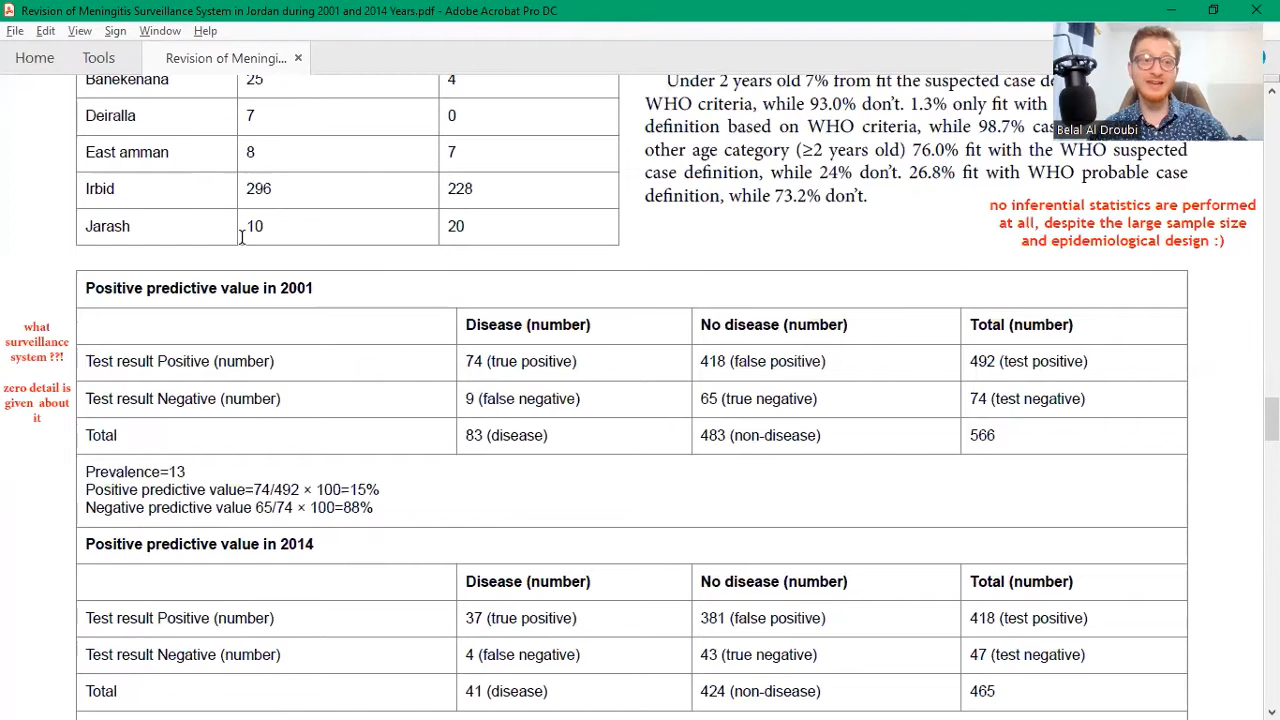 Revision of Meningitis Surveillance System in Jordan during 2001 and 2014 Years.pdf - Adobe Acrobat Pro DC
File Edit View Sign Window Help
Home Tools Revision of Meningi... ×
Banekenana 25 4
Deiralla 7 0
East amman 8 7
Irbid 296 228
Jarash 10 20
Under 2 years old 7% from fit the suspected case
WHO criteria, while 93.0% don't. 1.3% only fit with
definition based on WHO criteria, while 98.7%
other age category (≥2 years old) 76.0% fit with the WHO suspected
case definition, while 24% don't. 26.8% fit with WHO probable case
definition, while 73.2% don't.
Belal Al Droubi
no inferential statistics are performed
at all, despite the large sample size
and epidemiological design :)
what
surveillance
system ??!
zero detail is
given about
it
Positive predictive value in 2001
Disease (number) No disease (number) Total (number)
Test result Positive (number) 74 (true positive) 418 (false positive) 492 (test positive)
Test result Negative (number) 9 (false negative) 65 (true negative) 74 (test negative)
Total 83 (disease) 483 (non-disease) 566
Prevalence=13
Positive predictive value=74/492 × 100=15%
Negative predictive value 65/74 × 100=88%
Positive predictive value in 2014
Disease (number) No disease (number) Total (number)
Test result Positive (number) 37 (true positive) 381 (false positive) 418 (test positive)
Test result Negative (number) 4 (false negative) 43 (true negative) 47 (test negative)
Total 41 (disease) 424 (non-disease) 465